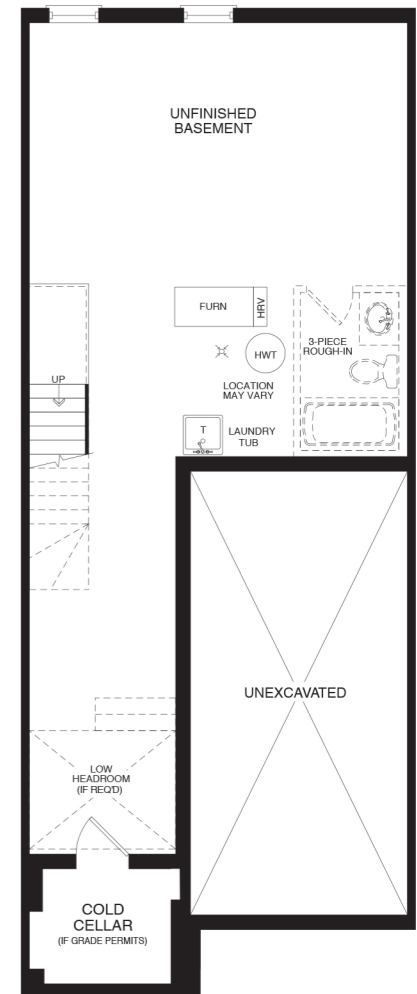 UNFINISHED
BASEMENT
FURN
HRV
3-PIECE
ROUGH-IN
HWT
UP
LOCATION
MAY VARY
T
LAUNDRY
TUB
UNEXCAVATED
LOW
HEADROOM
(IF REQ'D)
COLD
CELLAR
(IF GRADE PERMITS)